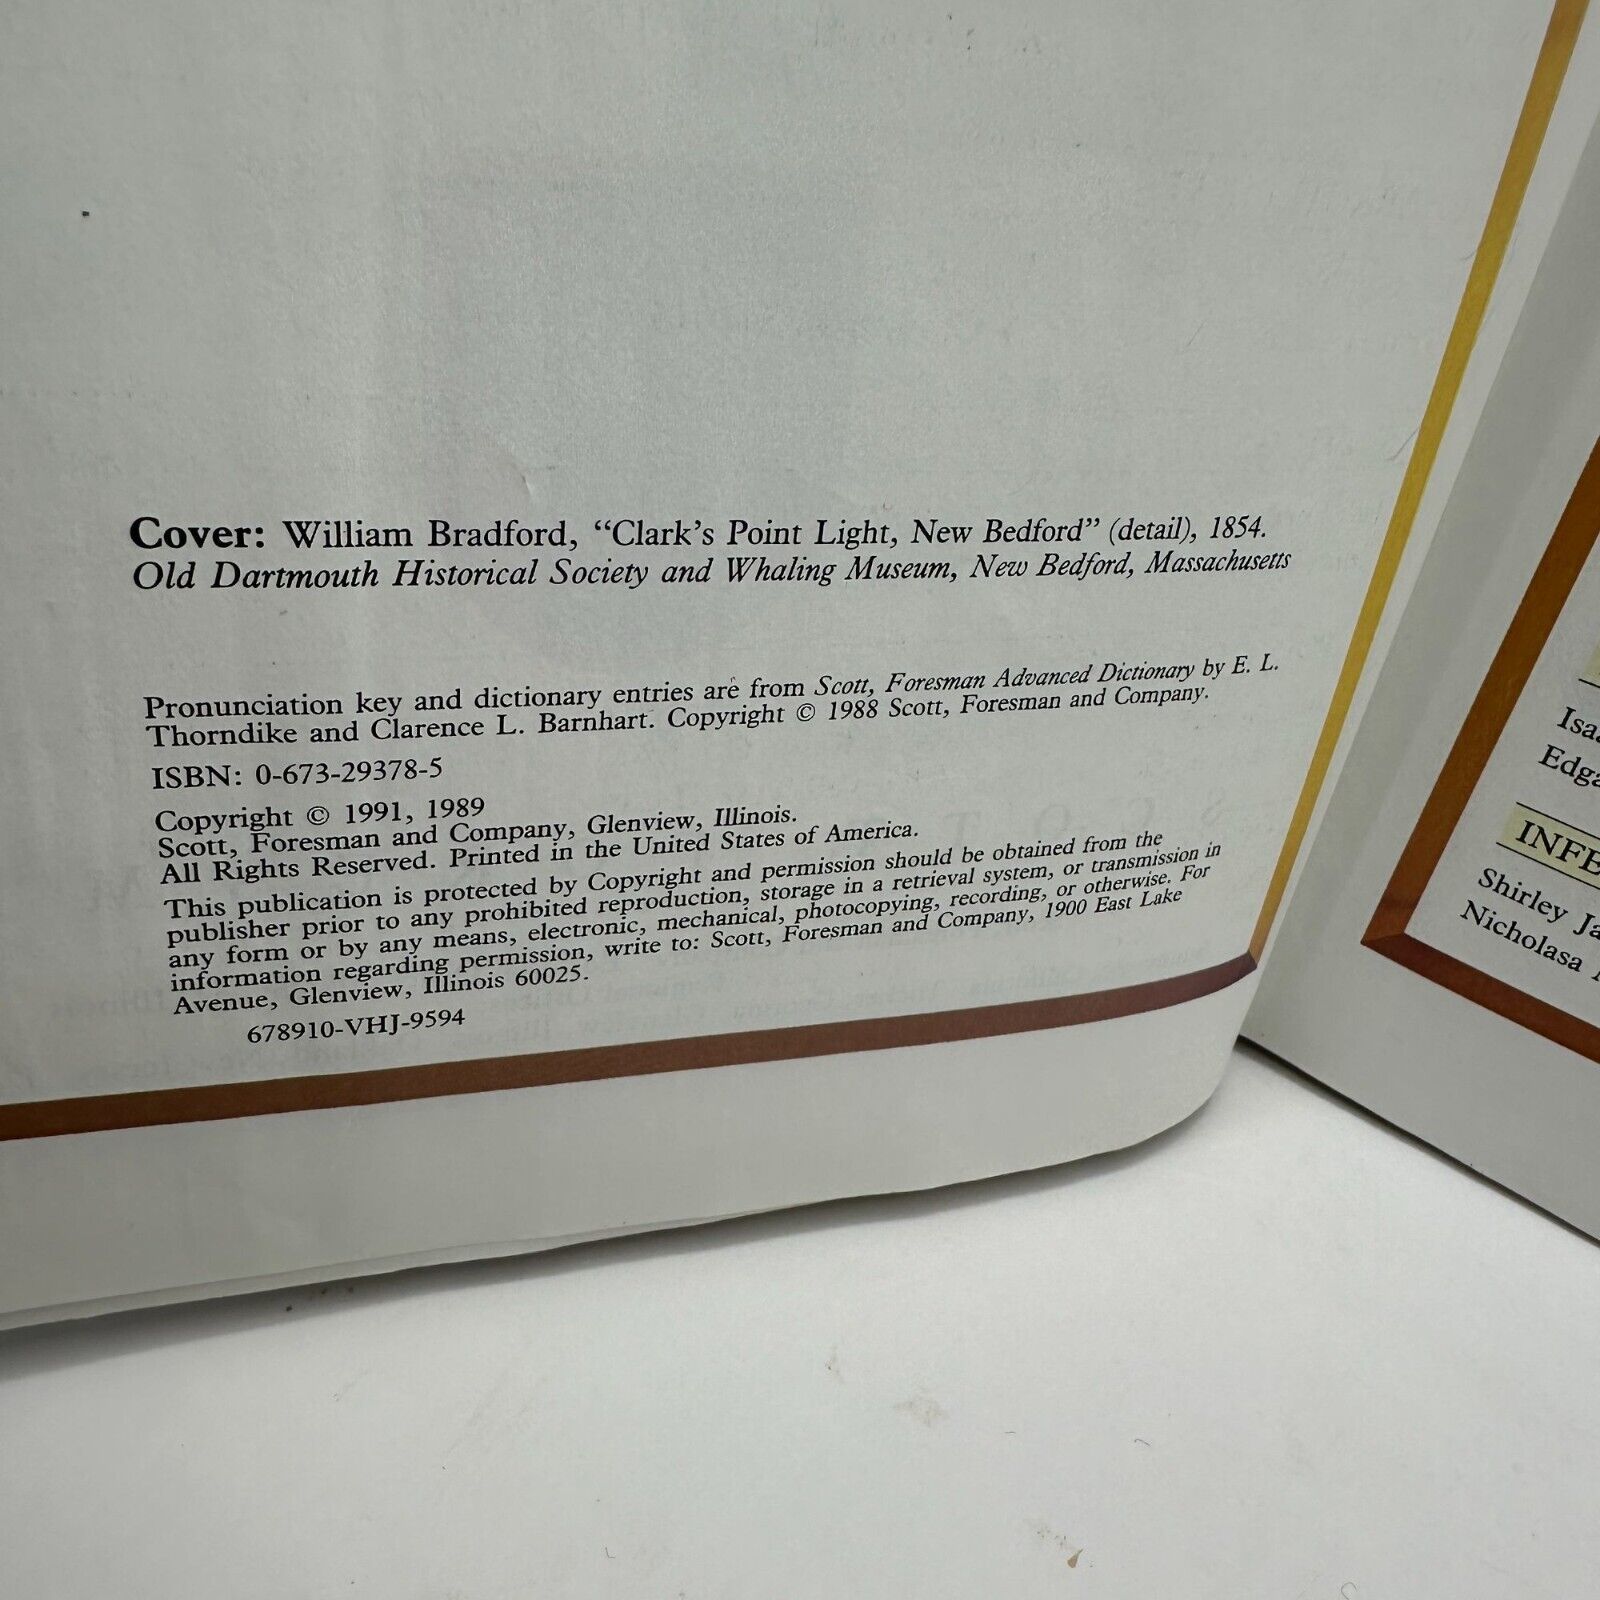 Cover: William Bradford, “Clark’s Point Light, New Bedford” (detail), 1854.
Old Dartmouth Historical Society and Whaling Museum, New Bedford, Massachusetts
Pronunciation key and dictionary entries are from Scott, Foresman Advanced Dictionary by E. L.
Thorndike and Clarence L. Barnhart. Copyright © 1988 Scott, Foresman and Company.
ISBN: 0-673-29378-5
Copyright © 1991, 1989
Scott, Foresman and Company, Glenview, Illinois.
All Rights Reserved. Printed in the United States of America.
This publication is protected by Copyright and permission should be obtained from the
publisher prior to any prohibited reproduction, storage in a retrieval system, or transmission in
any form or by any means, electronic, mechanical, photocopying, recording, or otherwise. For
information regarding permission, write to: Scott, Foresman and Company, 1900 East Lake
Avenue, Glenview, Illinois 60025.
678910-VHJ-9594
Shirley
Nicholasa